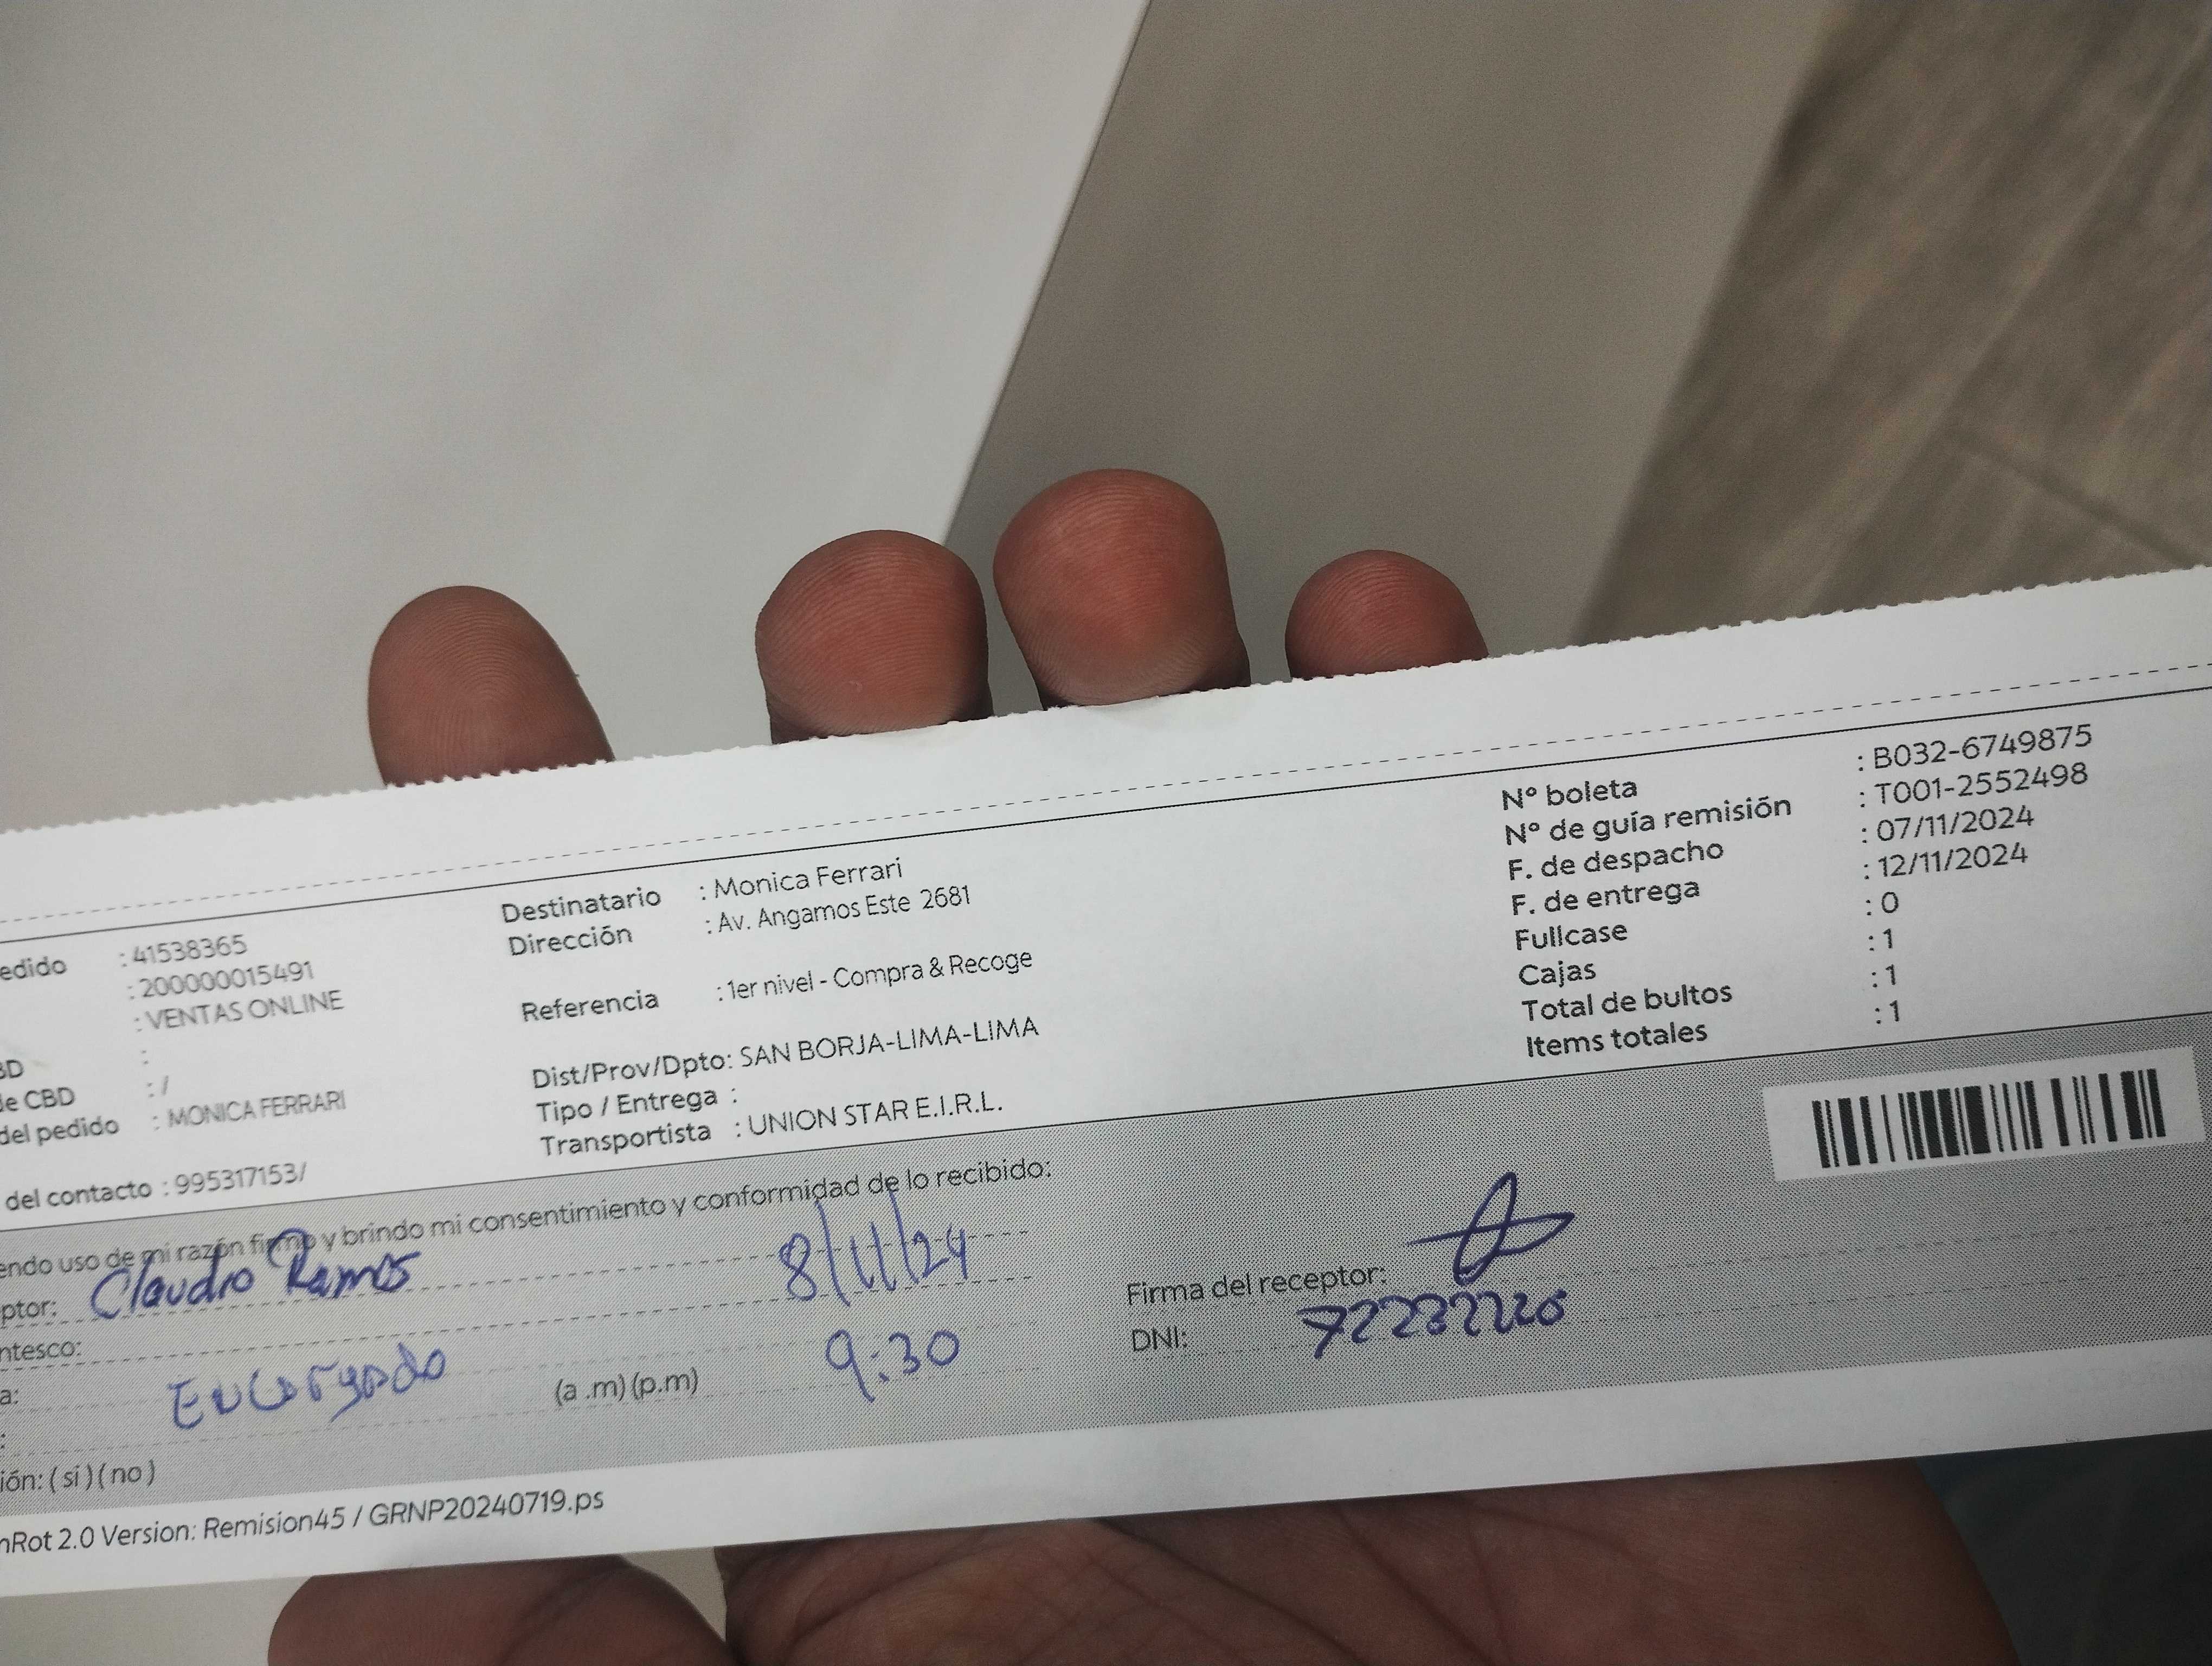 edido : 41538365
: 200000015491
: VENTAS ONLINE
BD :
de CBD : /
del pedido : MONICA FERRARI
del contacto : 995317153/
Destinatario : Monica Ferrari
Dirección : Av. Angamos Este 2681
Referencia : 1er nivel - Compra & Recoge
Dist/Prov/Dpto: SAN BORJA-LIMA-LIMA
Tipo / Entrega :
Transportista : UNION STAR E.I.R.L.
N° boleta : B032-6749875
N° de guía remisión : T001-2552498
F. de despacho : 07/11/2024
F. de entrega : 12/11/2024
Fullcase : 0
Cajas : 1
Total de bultos : 1
Items totales : 1
endo uso de mi razón firmo y brindo mi consentimiento y conformidad de lo recibido:
ptor: Claudio Ramos 8/11/24
ntesco:
a: Encargado (a .m) (p.m) 9:30
:
ión: ( si ) ( no )
Firma del receptor:
DNI:
nRot 2.0 Version: Remision45 / GRNP20240719.ps